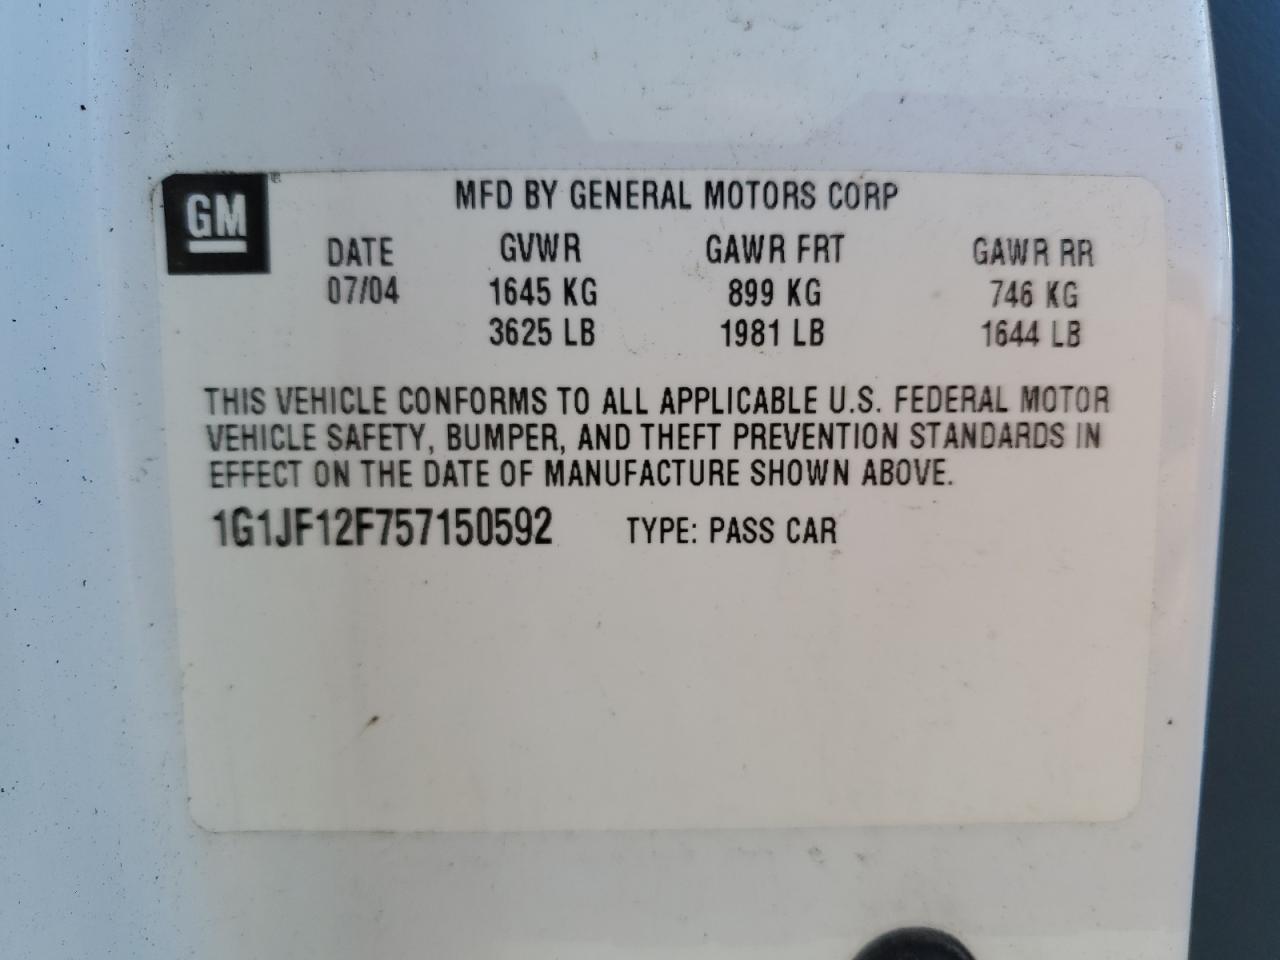 GM
MFD BY GENERAL MOTORS CORP
DATE GVWR GAWR FRT GAWR RR
07/04 1645 KG 899 KG 746 KG
3625 LB 1981 LB 1644 LB
THIS VEHICLE CONFORMS TO ALL APPLICABLE U.S. FEDERAL MOTOR
VEHICLE SAFETY, BUMPER, AND THEFT PREVENTION STANDARDS IN
EFFECT ON THE DATE OF MANUFACTURE SHOWN ABOVE.
1G1JF12F757150592 TYPE: PASS CAR